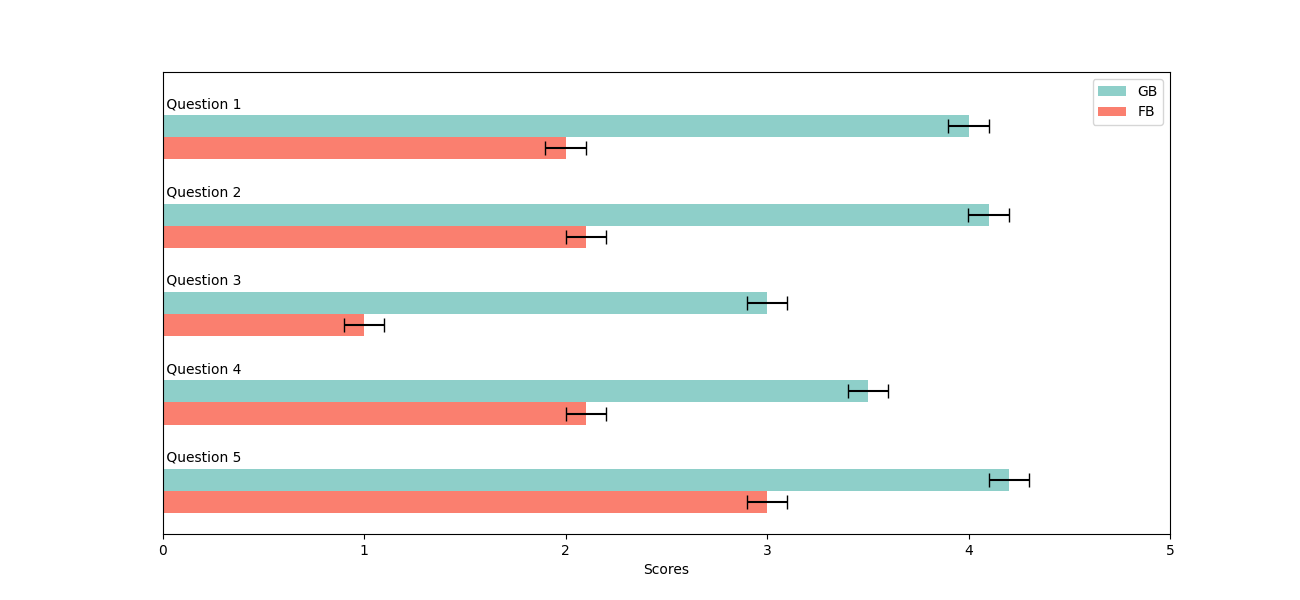 GB
FB
Question 1
Question 2
Question 3
Question 4
Question 5
0 1 2 3 4 5
Scores